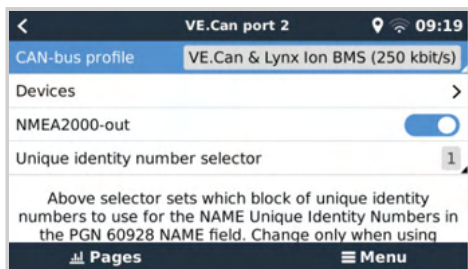 VE.Can port 2 09:19
CAN-bus profile VE.Can & Lynx Ion BMS (250 kbit/s)
Devices
NMEA2000-out
Unique identity number selector 1
Above selector sets which block of unique identity
numbers to use for the NAME Unique Identity Numbers in
the PGN 60928 NAME field. Change only when using
Pages Menu